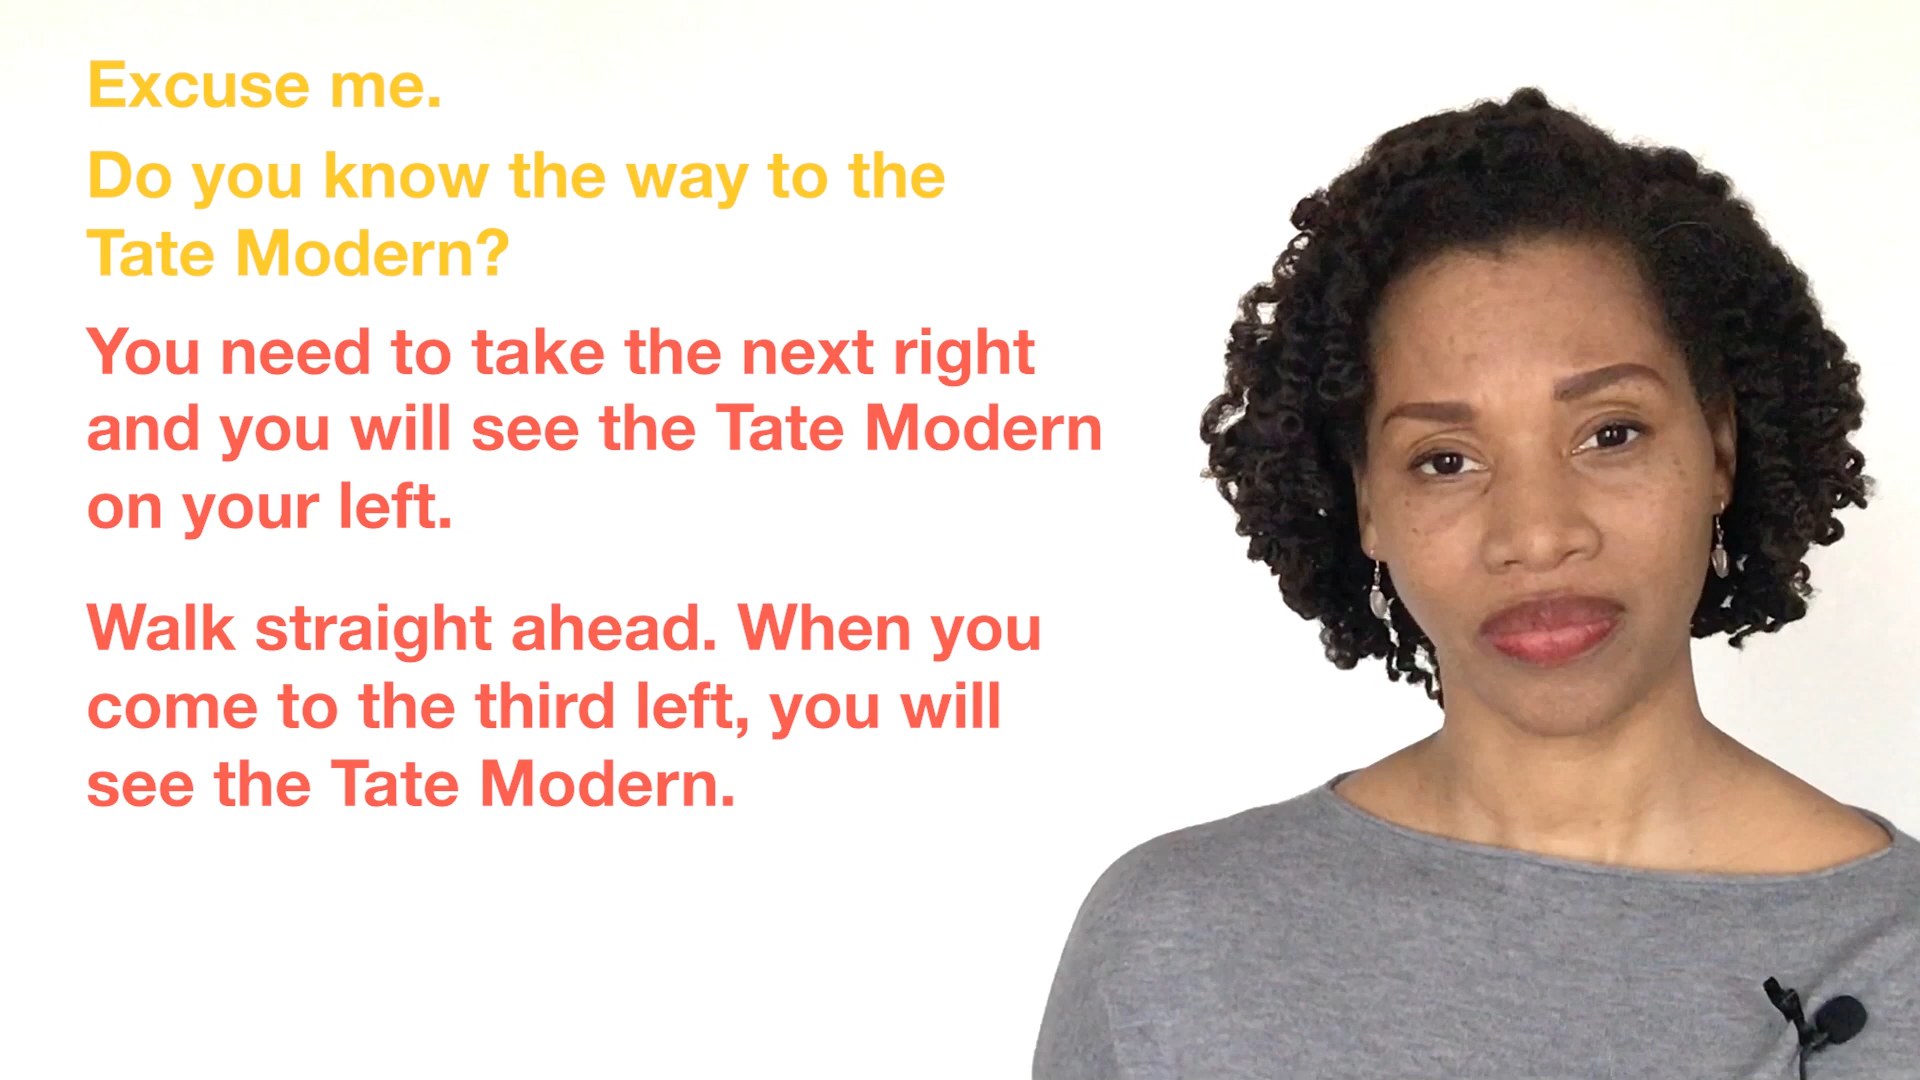 Excuse me.
Do you know the way to the
Tate Modern?
You need to take the next right
and you will see the Tate Modern
on your left.
Walk straight ahead. When you
come to the third left, you will
see the Tate Modern.